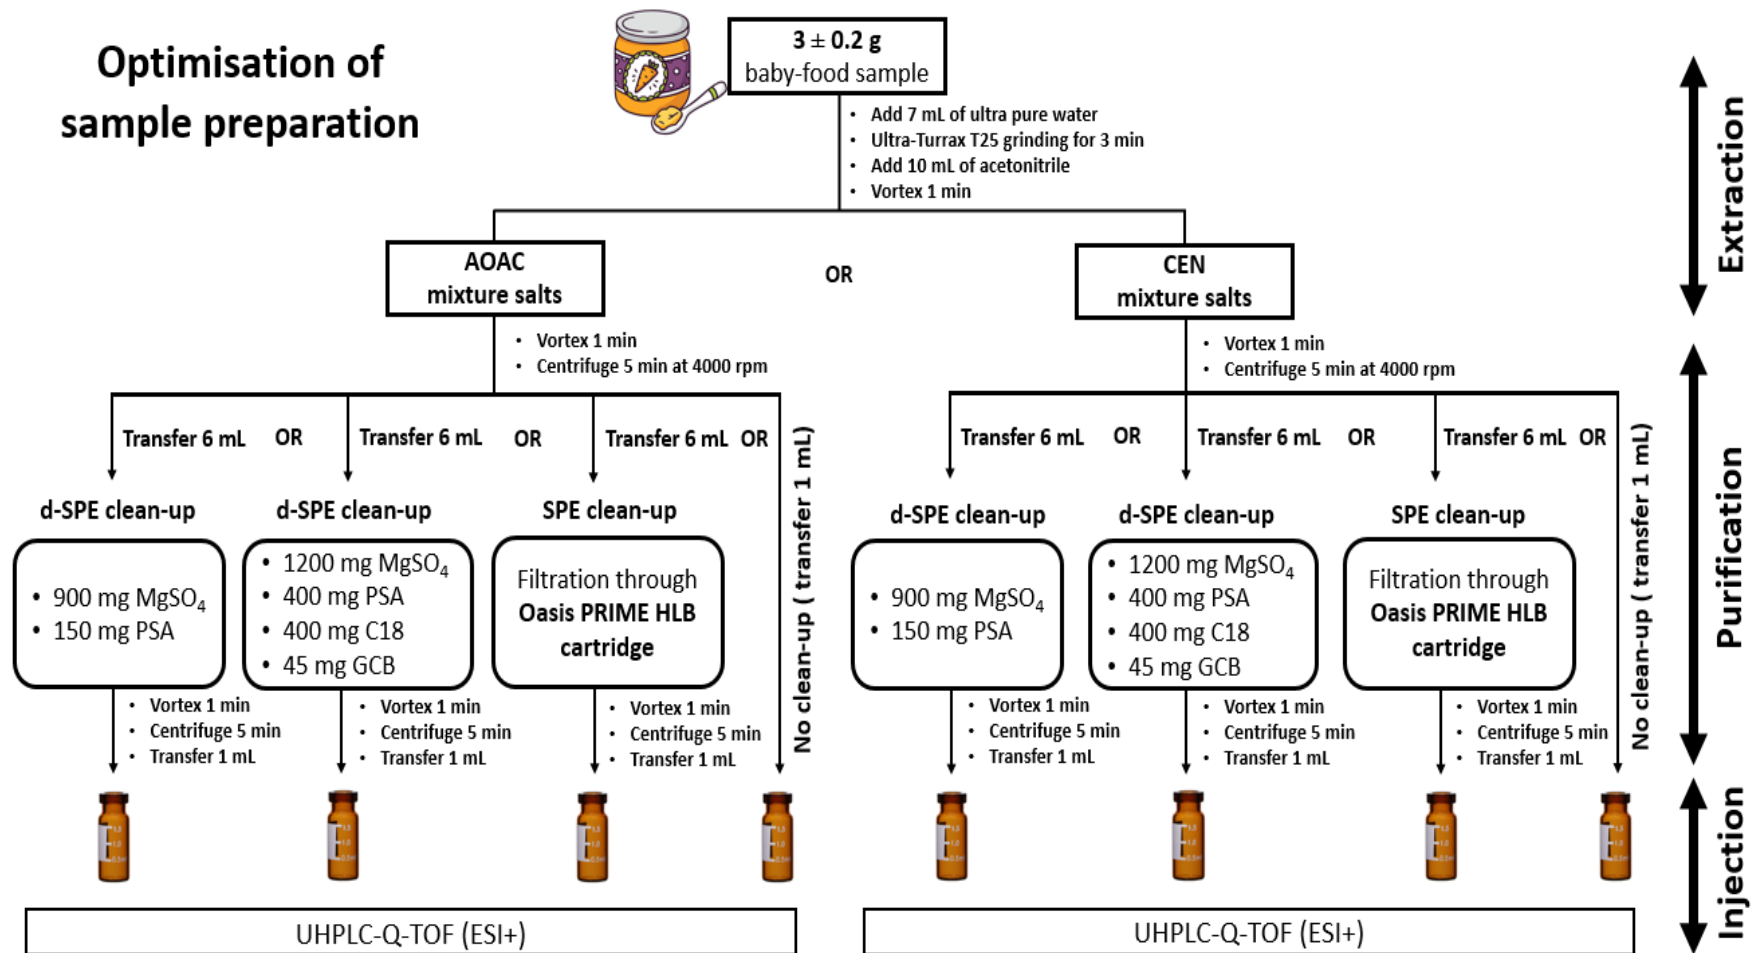 Optimisation of
sample preparation
3 ± 0.2 g
baby-food sample
• Add 7 mL of ultra pure water
• Ultra-Turrax T25 grinding for 3 min
• Add 10 mL of acetonitrile
• Vortex 1 min
Extraction
AOAC
mixture salts
OR
CEN
mixture salts
• Vortex 1 min
• Centrifuge 5 min at 4000 rpm
• Vortex 1 min
• Centrifuge 5 min at 4000 rpm
Transfer 6 mL OR Transfer 6 mL OR Transfer 6 mL OR
No clean-up ( transfer 1 mL)
Transfer 6 mL OR Transfer 6 mL OR Transfer 6 mL OR
No clean-up ( transfer 1 mL)
Purification
d-SPE clean-up
• 900 mg MgSO₄
• 150 mg PSA
• Vortex 1 min
• Centrifuge 5 min
• Transfer 1 mL
d-SPE clean-up
• 1200 mg MgSO₄
• 400 mg PSA
• 400 mg C18
• 45 mg GCB
• Vortex 1 min
• Centrifuge 5 min
• Transfer 1 mL
SPE clean-up
Filtration through
Oasis PRIME HLB
cartridge
• Vortex 1 min
• Centrifuge 5 min
• Transfer 1 mL
d-SPE clean-up
• 900 mg MgSO₄
• 150 mg PSA
• Vortex 1 min
• Centrifuge 5 min
• Transfer 1 mL
d-SPE clean-up
• 1200 mg MgSO₄
• 400 mg PSA
• 400 mg C18
• 45 mg GCB
• Vortex 1 min
• Centrifuge 5 min
• Transfer 1 mL
SPE clean-up
Filtration through
Oasis PRIME HLB
cartridge
• Vortex 1 min
• Centrifuge 5 min
• Transfer 1 mL
Injection
UHPLC-Q-TOF (ESI+)
UHPLC-Q-TOF (ESI+)